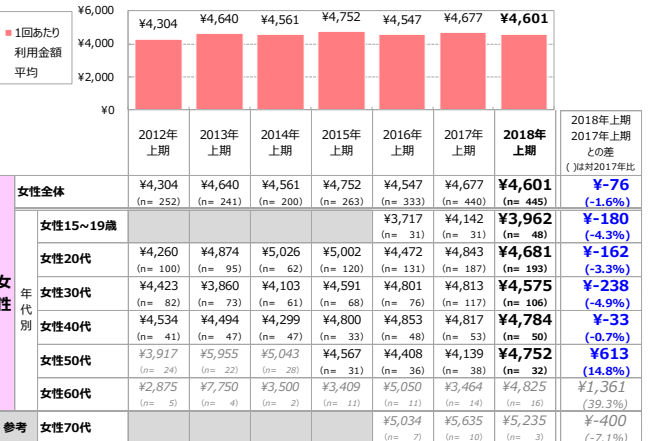 ¥6,000
¥4,000
¥2,000
¥0
1回あたり
利用金額
平均
¥4,304 ¥4,640 ¥4,561 ¥4,752 ¥4,547 ¥4,677 ¥4,601
2012年 2013年 2014年 2015年 2016年 2017年 2018年
上期 上期 上期 上期 上期 上期 上期
2018年上期
2017年上期
との差
( )は対2017年比
女性
年代別
女性全体 ¥4,304 ¥4,640 ¥4,561 ¥4,752 ¥4,547 ¥4,677 ¥4,601 ¥-76
(n= 252) (n= 241) (n= 200) (n= 263) (n= 333) (n= 440) (n= 445) (-1.6%)
女性15~19歳 ¥3,717 ¥4,142 ¥3,962 ¥-180
(n= 31) (n= 31) (n= 48) (-4.3%)
女性20代 ¥4,260 ¥4,874 ¥5,026 ¥5,002 ¥4,472 ¥4,843 ¥4,681 ¥-162
(n= 100) (n= 95) (n= 62) (n= 120) (n= 131) (n= 187) (n= 193) (-3.3%)
女性30代 ¥4,423 ¥3,860 ¥4,103 ¥4,591 ¥4,801 ¥4,813 ¥4,575 ¥-238
(n= 82) (n= 73) (n= 61) (n= 68) (n= 76) (n= 117) (n= 106) (-4.9%)
女性40代 ¥4,534 ¥4,494 ¥4,299 ¥4,800 ¥4,853 ¥4,817 ¥4,784 ¥-33
(n= 41) (n= 47) (n= 47) (n= 33) (n= 48) (n= 53) (n= 50) (-0.7%)
女性50代 ¥3,917 ¥5,955 ¥5,043 ¥4,567 ¥4,408 ¥4,139 ¥4,752 ¥613
(n= 24) (n= 22) (n= 28) (n= 31) (n= 36) (n= 38) (n= 32) (14.8%)
女性60代 ¥2,875 ¥7,750 ¥3,500 ¥3,409 ¥5,050 ¥3,464 ¥4,825 ¥1,361
(n= 5) (n= 4) (n= 2) (n= 11) (n= 11) (n= 14) (n= 16) (39.3%)
参考 女性70代 ¥5,034 ¥5,635 ¥5,235 ¥-400
(n= 7) (n= 10) (n= 3) (-7.1%)